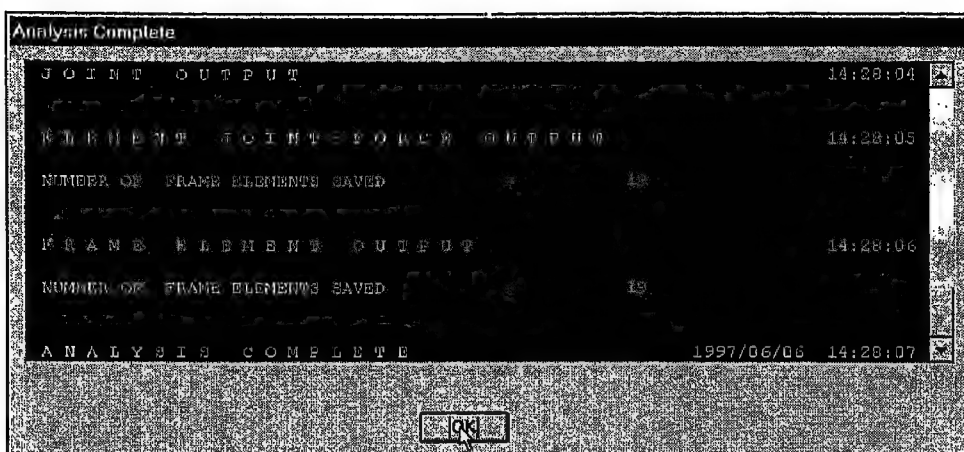 Analysis Complete
J O I N T   O U T P U T   14:28:04
E L E M E N T   J O I N T - F O R C E   O U T P U T   14:28:05
NUMBER OF FRAME ELEMENTS SAVED = 19
F R A M E   E L E M E N T   O U T P U T   14:28:06
NUMBER OF FRAME ELEMENTS SAVED = 19
A N A L Y S I S   C O M P L E T E   1997/06/06 14:28:07
OK